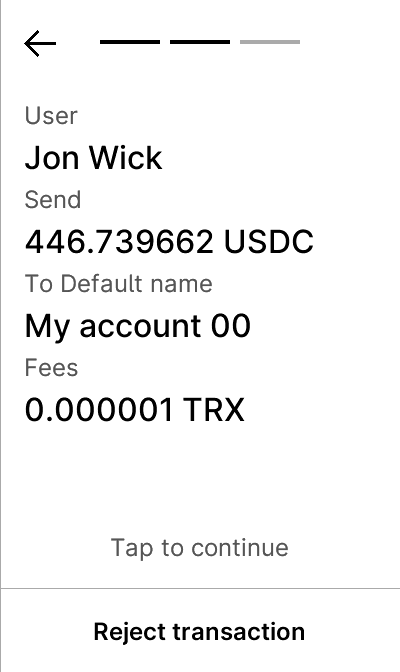 User
Jon Wick
Send
446.739662 USDC
To Default name
My account 00
Fees
0.000001 TRX
Tap to continue
Reject transaction